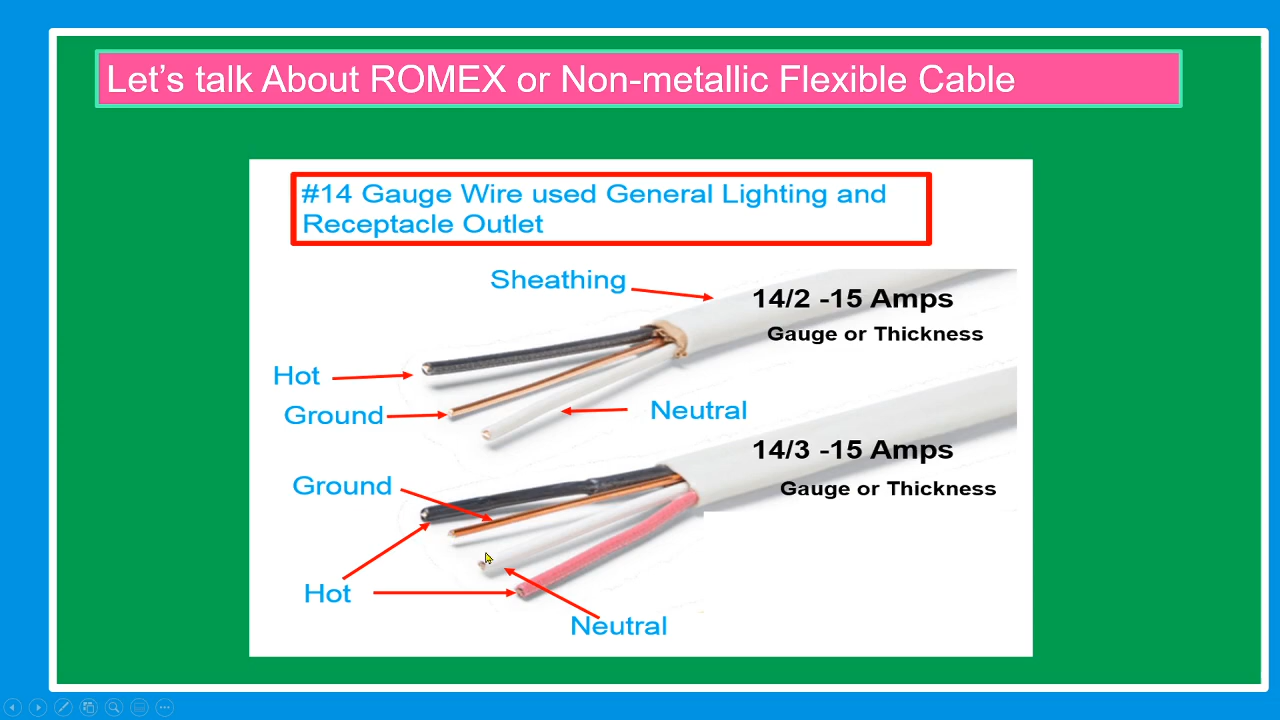 Let's talk About ROMEX or Non-metallic Flexible Cable
#14 Gauge Wire used General Lighting and
Receptacle Outlet
Sheathing
14/2 -15 Amps
Gauge or Thickness
Hot
Ground
Neutral
14/3 -15 Amps
Ground
Gauge or Thickness
Hot
Neutral